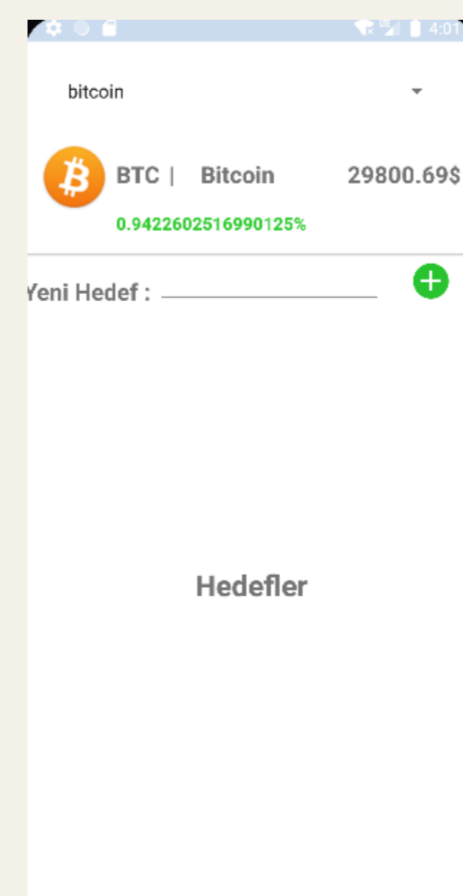 4:01
bitcoin
BTC | Bitcoin 29800.69$
0.9422602516990125%
Yeni Hedef :
Hedefler